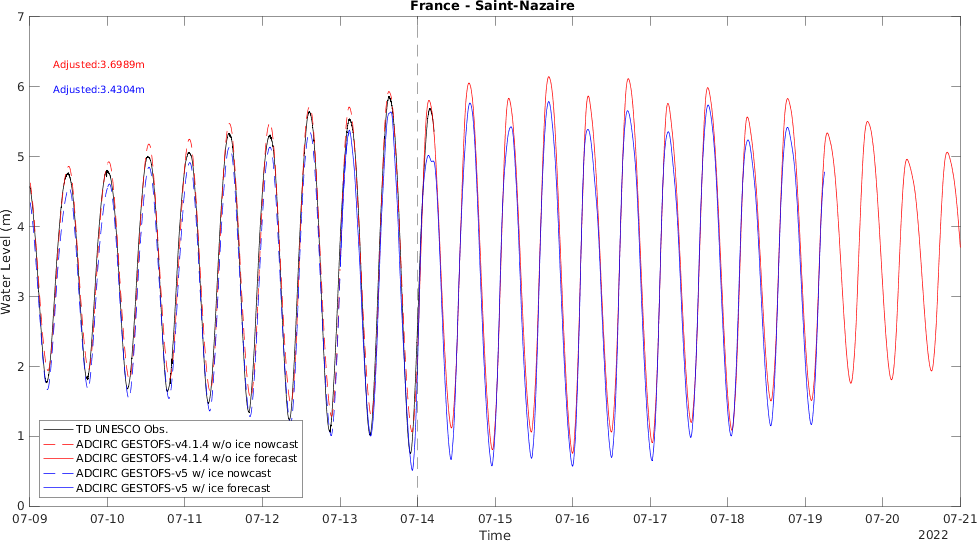 France - Saint-Nazaire
Adjusted:3.6989m
Adjusted:3.4304m
Water Level (m)
7
6
5
4
3
2
1
0
TD UNESCO Obs.
ADCIRC GESTOFS-v4.1.4 w/o ice nowcast
ADCIRC GESTOFS-v4.1.4 w/o ice forecast
ADCIRC GESTOFS-v5 w/ ice nowcast
ADCIRC GESTOFS-v5 w/ ice forecast
07-09 07-10 07-11 07-12 07-13 07-14 07-15 07-16 07-17 07-18 07-19 07-20 07-21
Time
2022